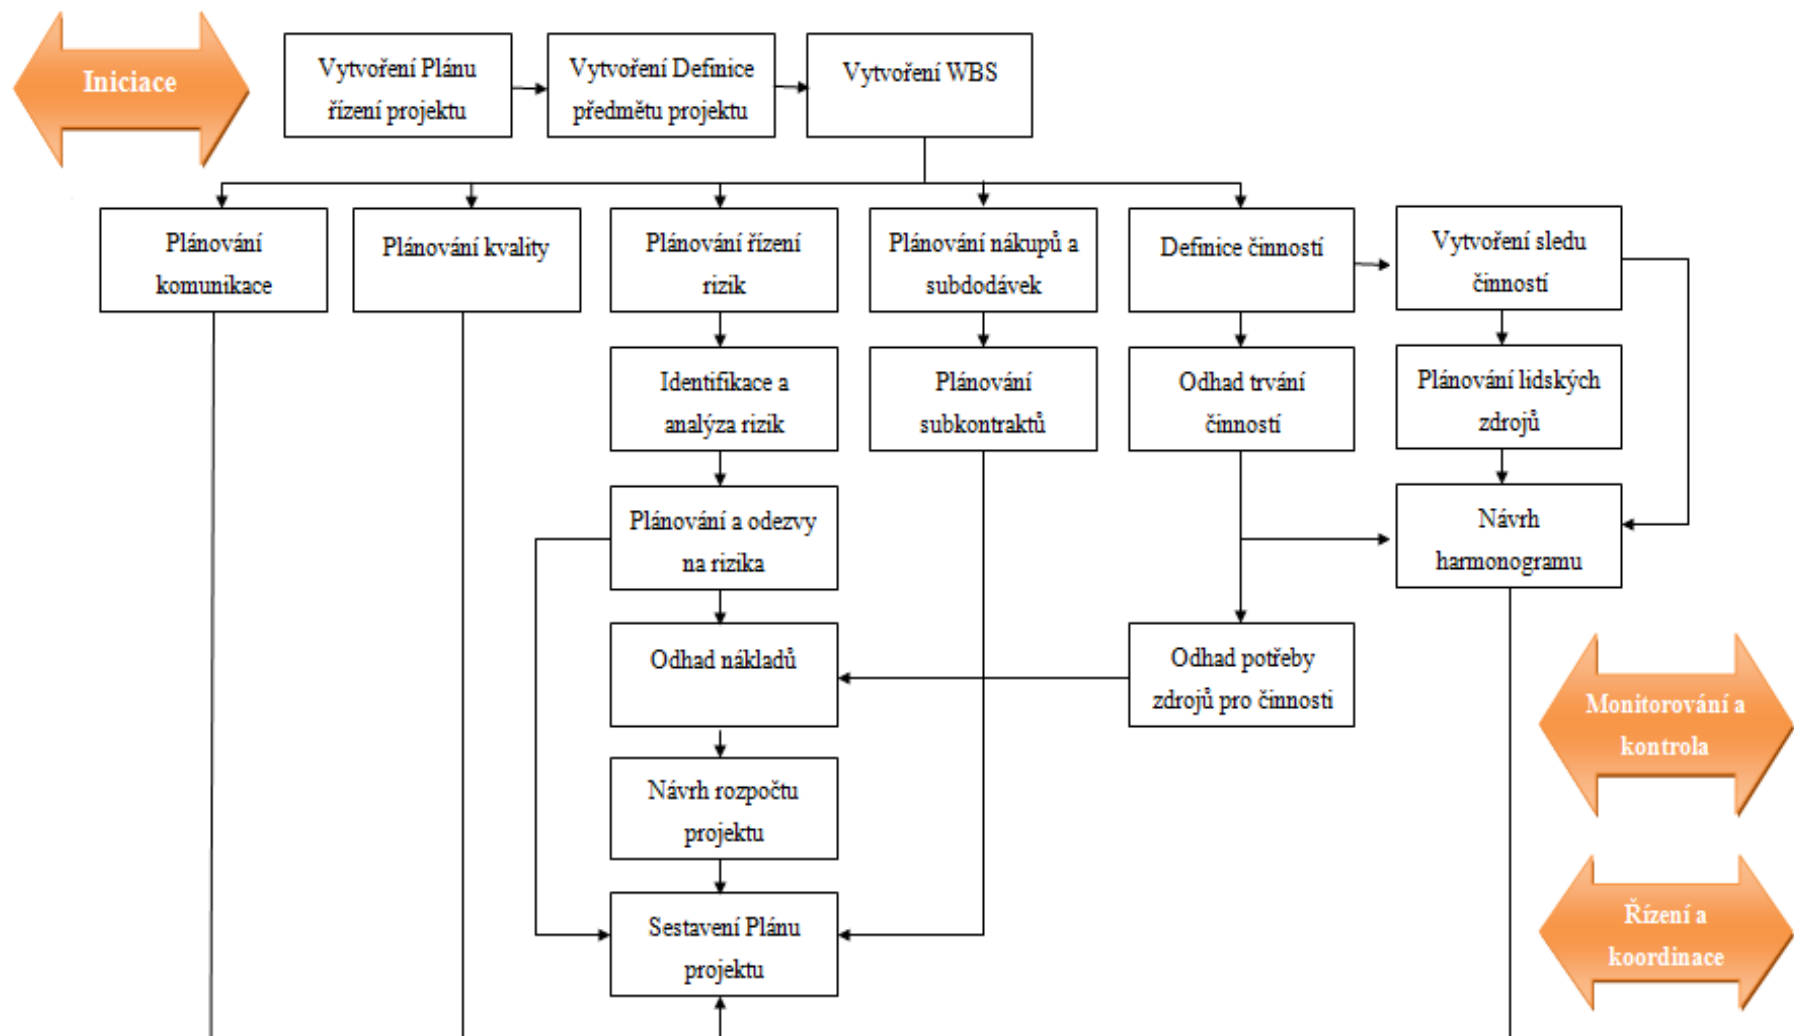 Iniciace
Vytvoření Plánu
řízení projektu
Vytvoření Definice
předmětu projektu
Vytvoření WBS
Plánování
komunikace
Plánování kvality
Plánování řízení
rizik
Plánování nákupů a
subdodávek
Definice činností
Vytvoření sledu
činností
Identifikace a
analýza rizik
Plánování
subkontraktů
Odhad trvání
činností
Plánování lidských
zdrojů
Plánování a odezvy
na rizika
Návrh
harmonogramu
Odhad nákladů
Odhad potřeby
zdrojů pro činnosti
Monitorování a
kontrola
Návrh rozpočtu
projektu
Sestavení Plánu
projektu
Řízení a
koordinace